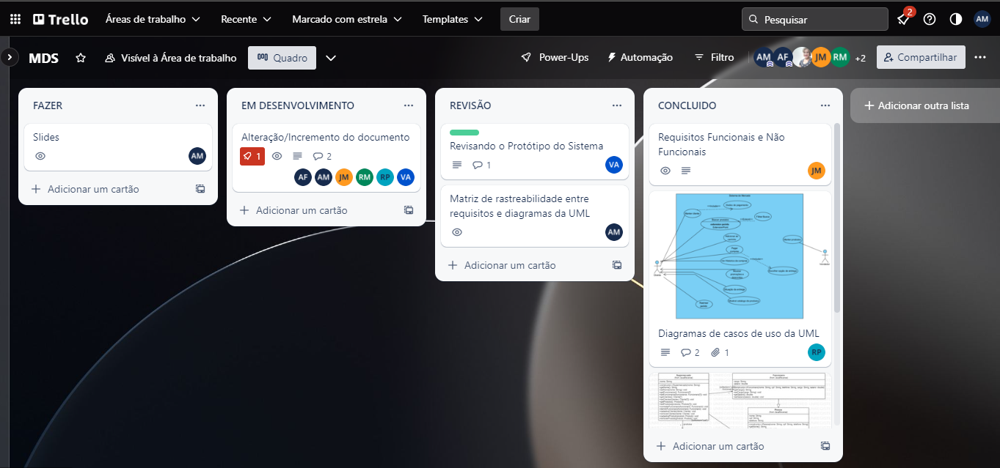 Trello
Áreas de trabalho
Recente
Marcado com estrela
Templates
Criar
Pesquisar
2
AM
MDS
Visível à Área de trabalho
Quadro
Power-Ups
Automação
Filtro
AM AF JM RM +2
Compartilhar
FAZER
Slides
AM
Adicionar um cartão
EM DESENVOLVIMENTO
Alteração/Incremento do documento
1 2
AF AM JM RM RP VA
Adicionar um cartão
REVISÃO
Revisando o Protótipo do Sistema
1 VA
Matriz de rastreabilidade entre
requisitos e diagramas da UML
AM
Adicionar um cartão
CONCLUIDO
Requisitos Funcionais e Não
Funcionais
JM
Diagramas de casos de uso da UML
2 1 RP
Adicionar um cartão
Adicionar outra lista